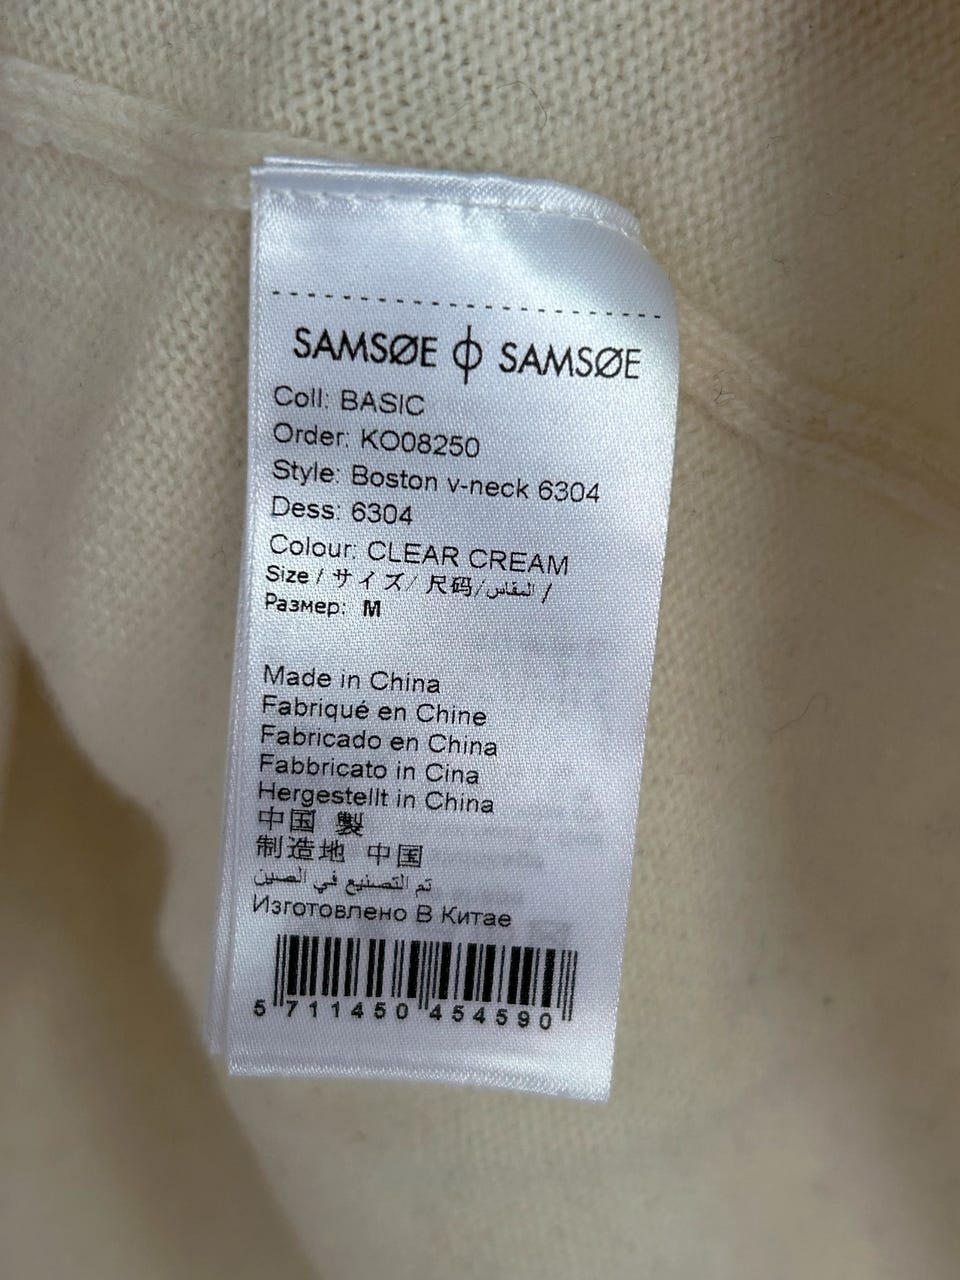 SAMSØE ϕ SAMSØE
Coll: BASIC
Order: KO08250
Style: Boston v-neck 6304
Dess: 6304
Colour: CLEAR CREAM
Size / サイズ/ 尺码/المقاس /
Размер: M
Made in China
Fabriqué en Chine
Fabricado en China
Fabbricato in Cina
Hergestellt in China
中国 製
制造地 中国
تم التصنيع في الصين
Изготовлено В Китае
5 711450 454590